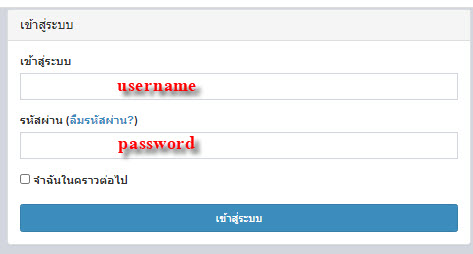 เข้าสู่ระบบ
เข้าสู่ระบบ
username
รหัสผ่าน (ลืมรหัสผ่าน?)
password
จำฉันในคราวต่อไป
เข้าสู่ระบบ